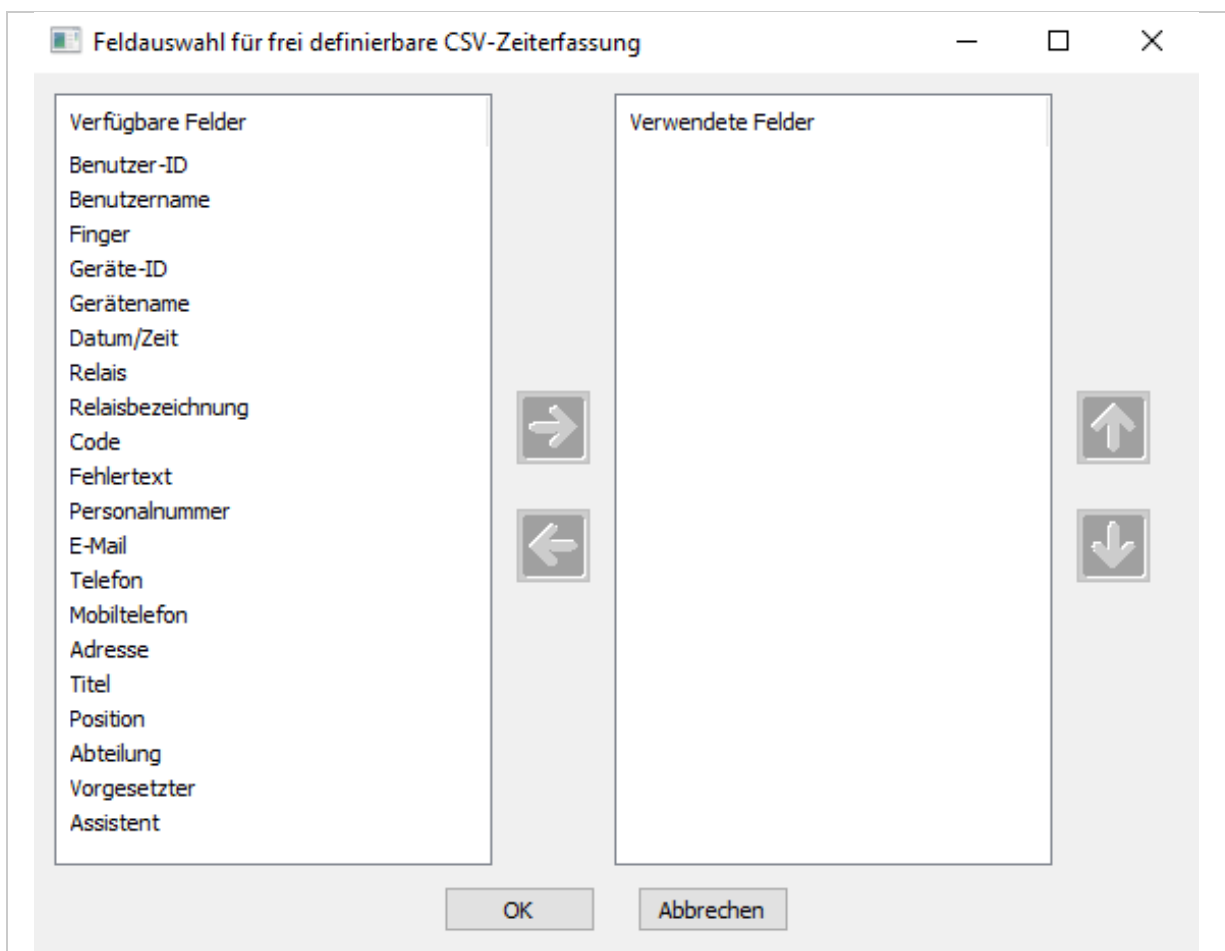 Feldauswahl für frei definierbare CSV-Zeiterfassung
Verfügbare Felder
Benutzer-ID
Benutzername
Finger
Geräte-ID
Gerätename
Datum/Zeit
Relais
Relaisbezeichnung
Code
Fehlertext
Personalnummer
E-Mail
Telefon
Mobiltelefon
Adresse
Titel
Position
Abteilung
Vorgesetzter
Assistent
Verwendete Felder
OK
Abbrechen